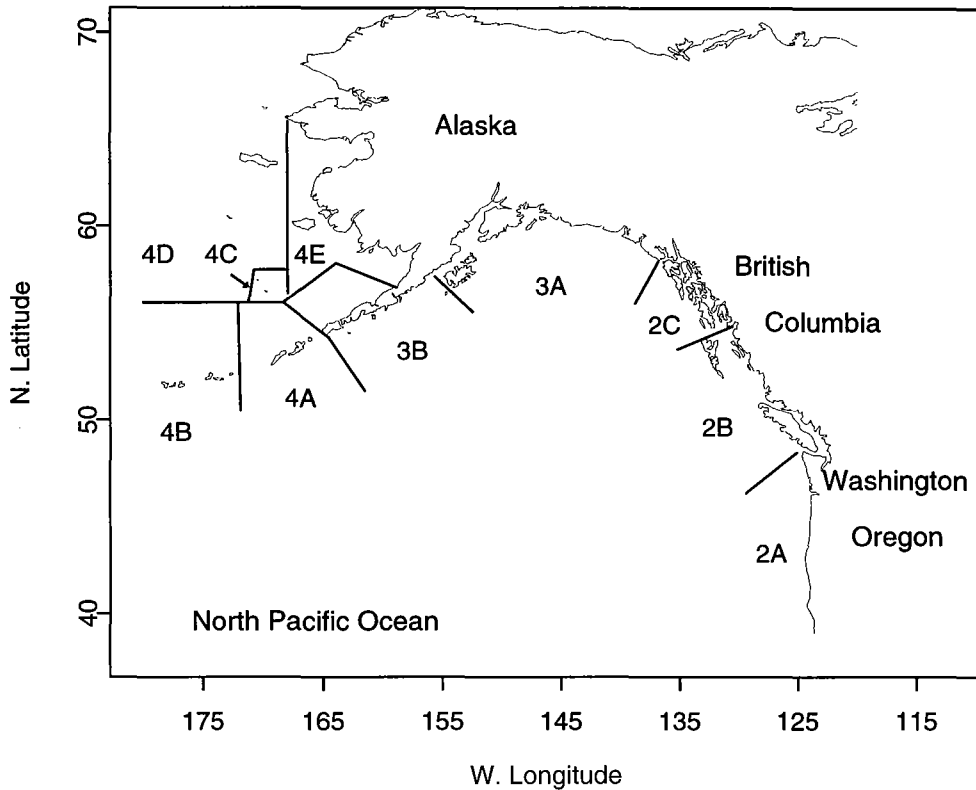 70
Alaska
60
4D
4C
4E
British
3A
2C
Columbia
3B
4A
50
4B
2B
Washington
2A
Oregon
40
North Pacific Ocean
N. Latitude
175
165
155
145
135
125
115
W. Longitude